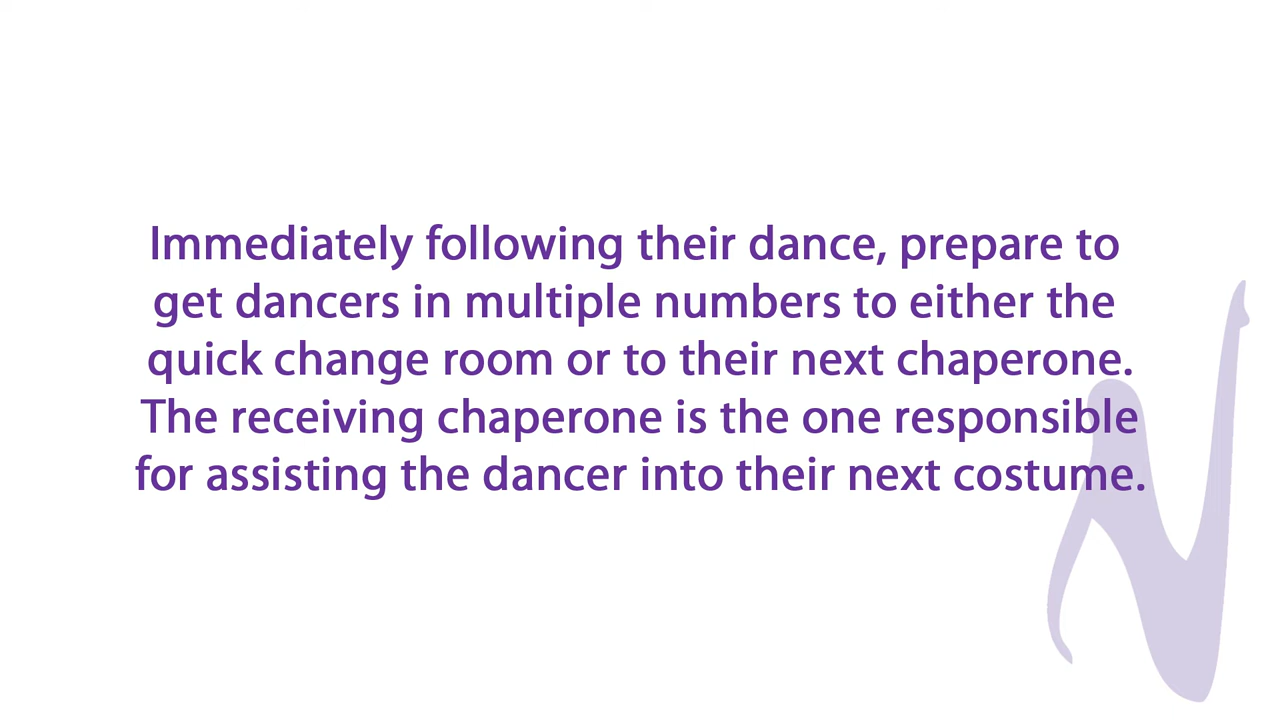 Immediately following their dance, prepare to
get dancers in multiple numbers to either the
quick change room or to their next chaperone.
The receiving chaperone is the one responsible
for assisting the dancer into their next costume.